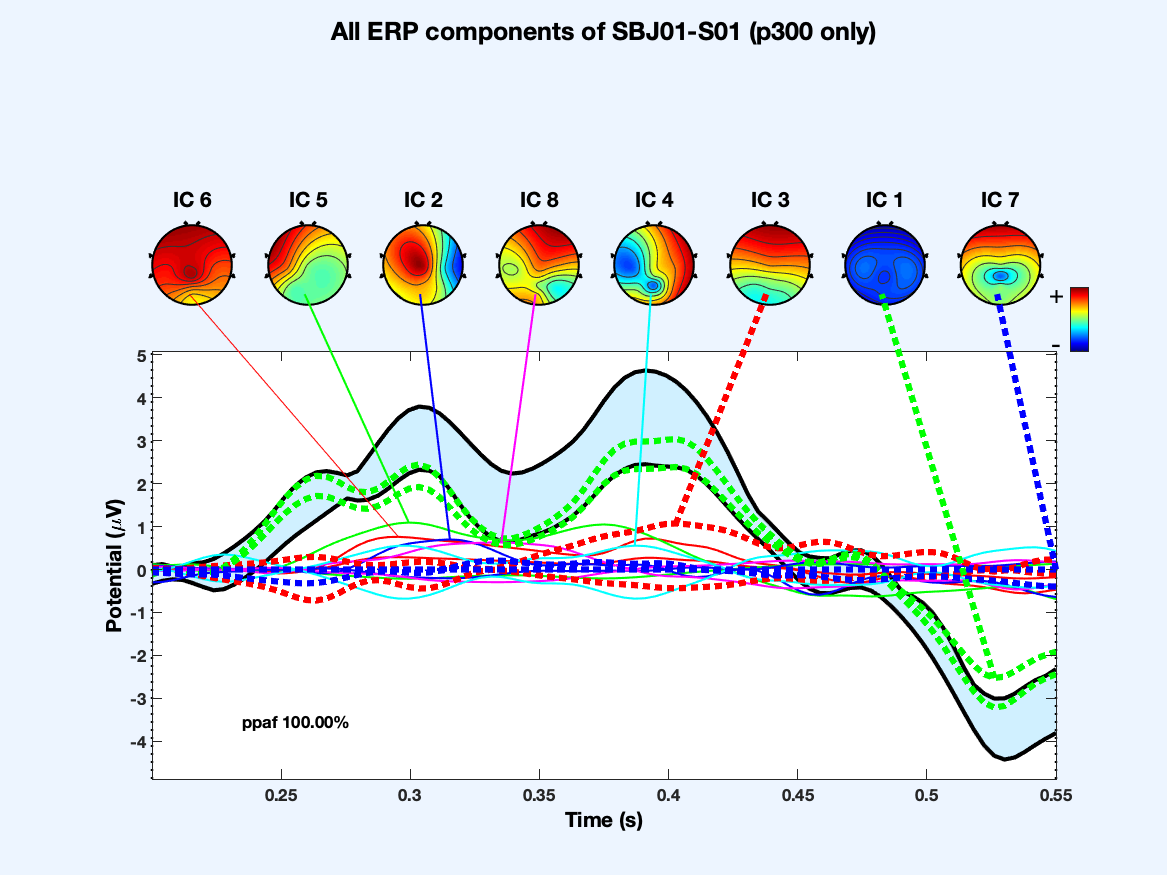 All ERP components of SBJ01-S01 (p300 only)
IC 6 IC 5 IC 2 IC 8 IC 4 IC 3 IC 1 IC 7
+
-
5
4
3
2
1
0
-1
-2
-3
-4
Potential (μV)
ppaf 100.00%
0.25 0.3 0.35 0.4 0.45 0.5 0.55
Time (s)